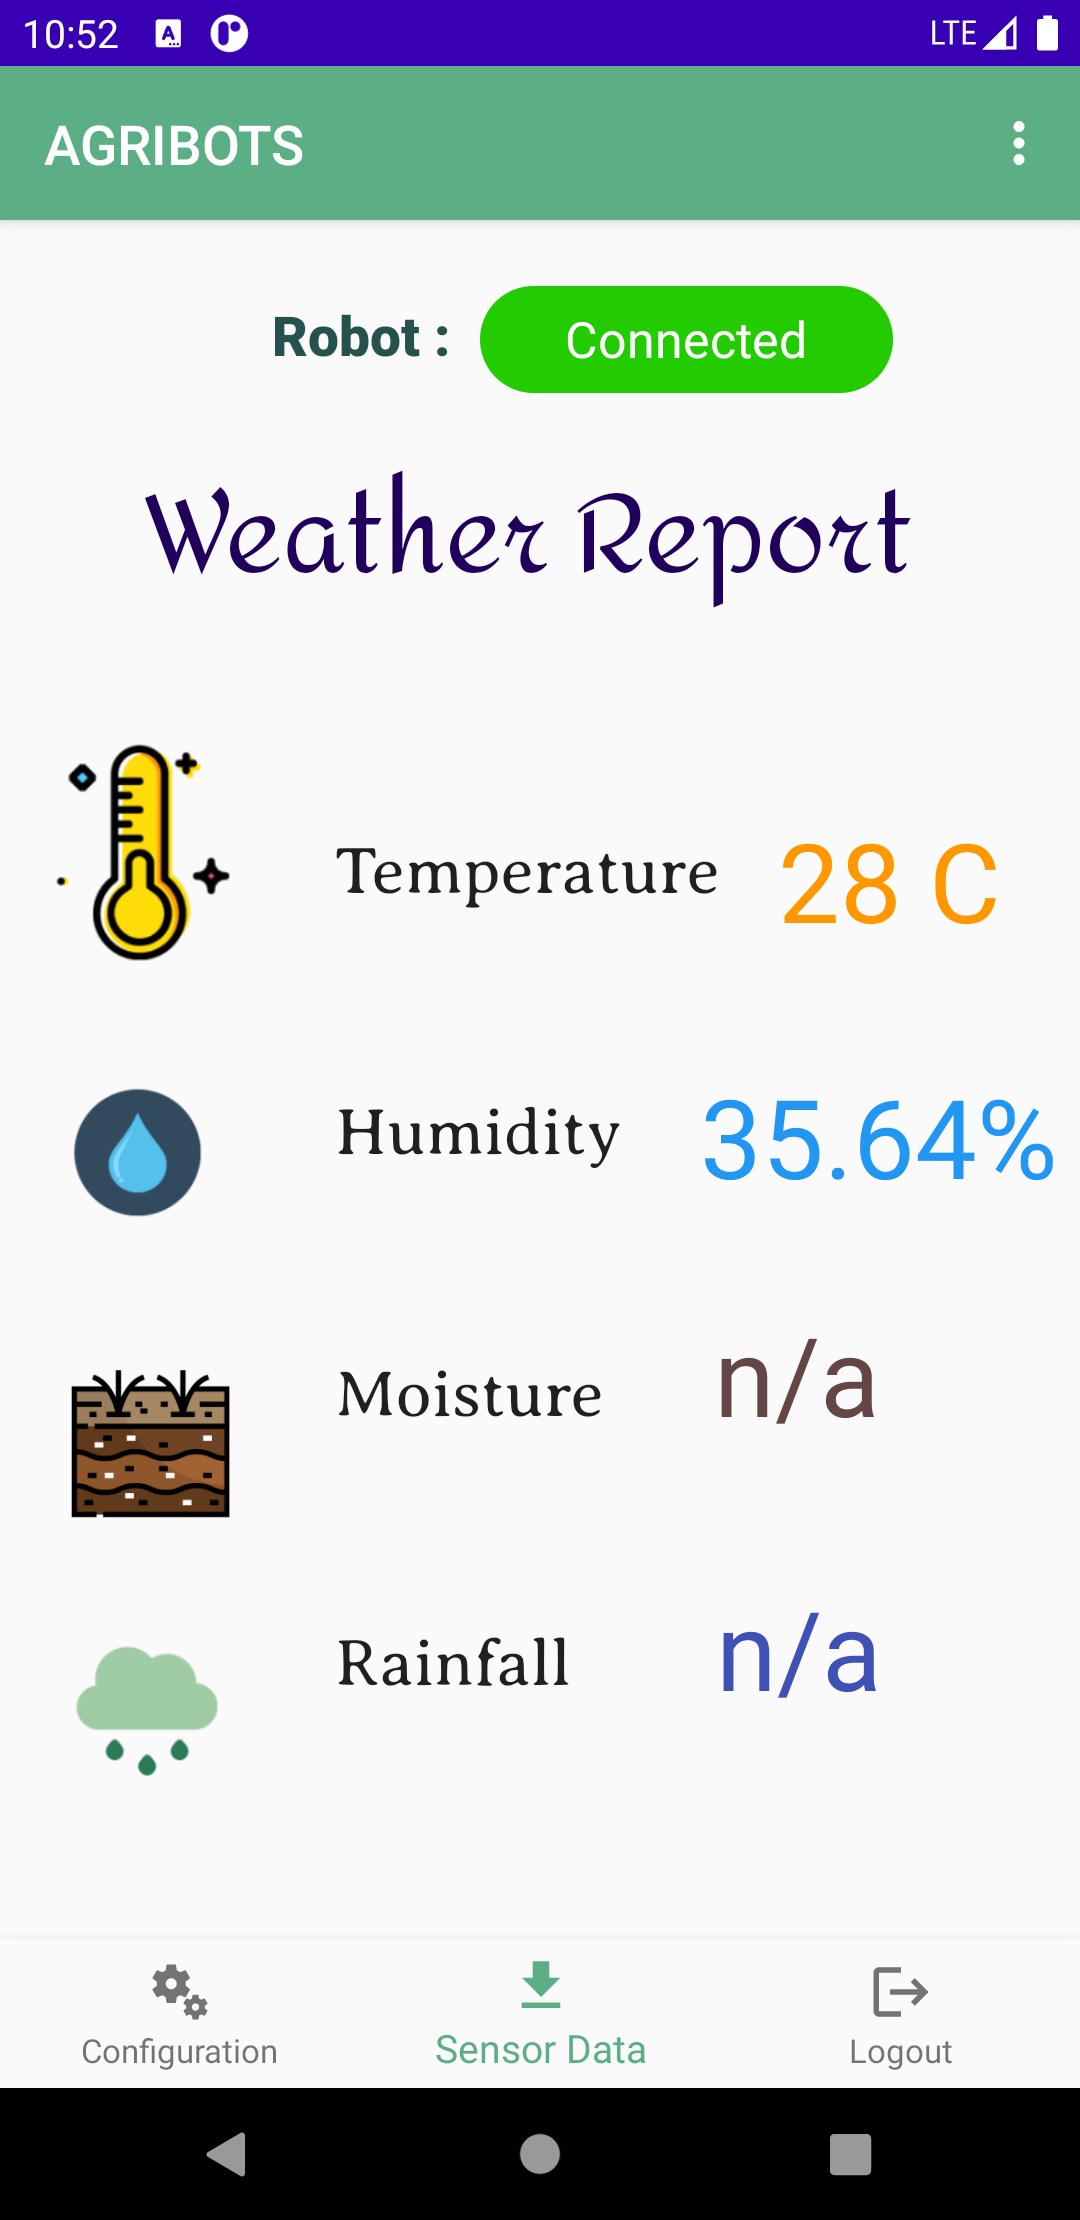 10:52 A LTE
AGRIBOTS
Robot : Connected
Weather Report
Temperature 28 C
Humidity 35.64%
Moisture n/a
Rainfall n/a
Configuration Sensor Data Logout